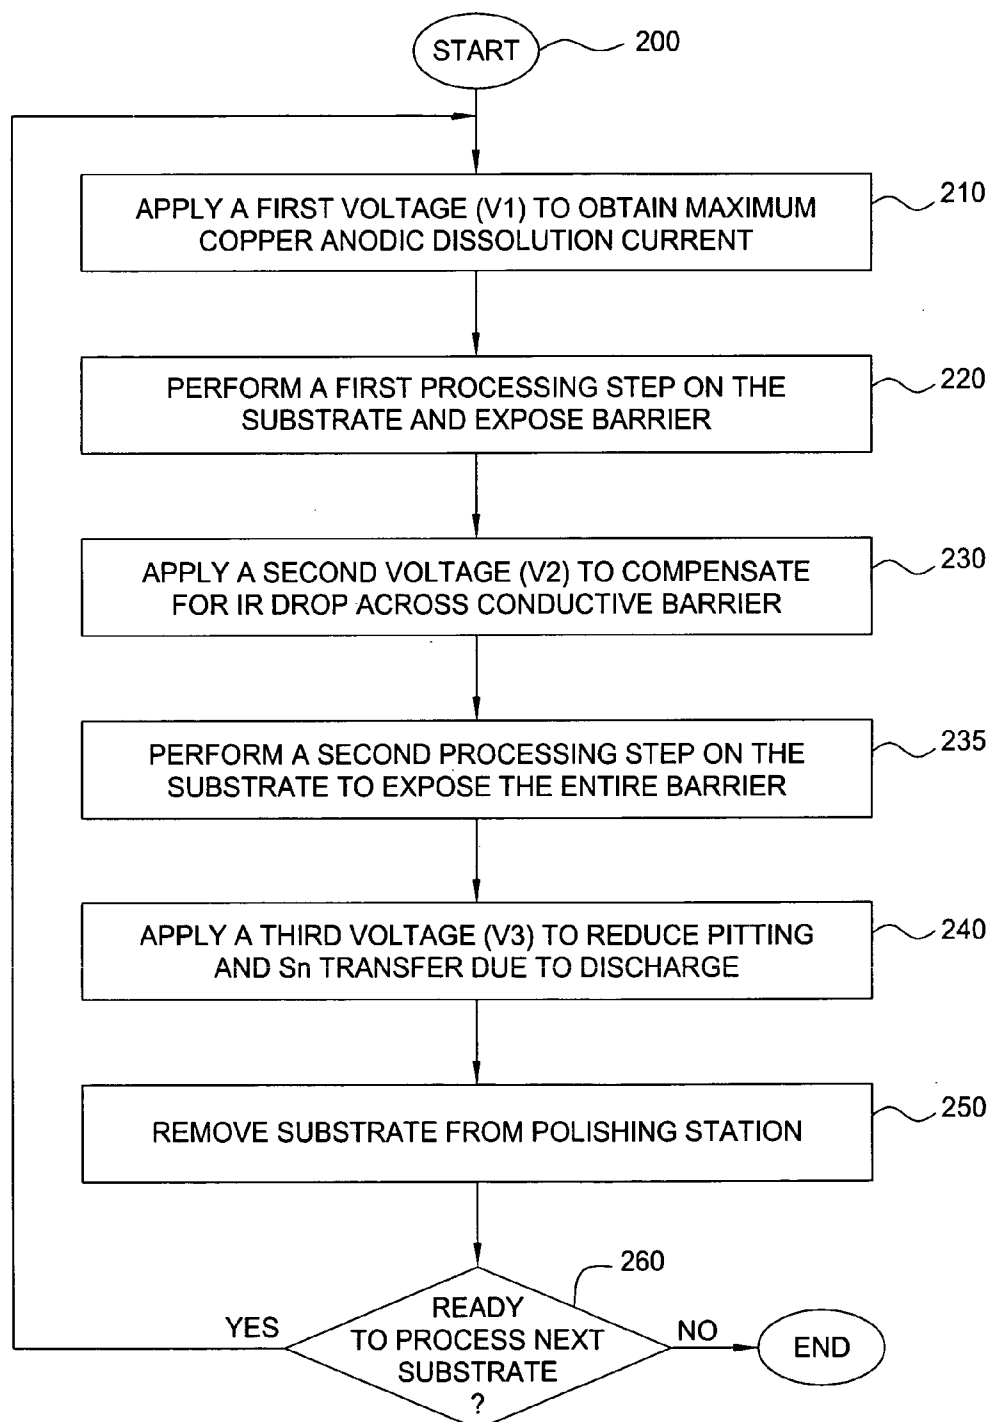 START
200
APPLY A FIRST VOLTAGE (V1) TO OBTAIN MAXIMUM
COPPER ANODIC DISSOLUTION CURRENT
210
PERFORM A FIRST PROCESSING STEP ON THE
SUBSTRATE AND EXPOSE BARRIER
220
APPLY A SECOND VOLTAGE (V2) TO COMPENSATE
FOR IR DROP ACROSS CONDUCTIVE BARRIER
230
PERFORM A SECOND PROCESSING STEP ON THE
SUBSTRATE TO EXPOSE THE ENTIRE BARRIER
235
APPLY A THIRD VOLTAGE (V3) TO REDUCE PITTING
AND Sn TRANSFER DUE TO DISCHARGE
240
REMOVE SUBSTRATE FROM POLISHING STATION
250
260
YES
READY
TO PROCESS NEXT
SUBSTRATE
?
NO
END